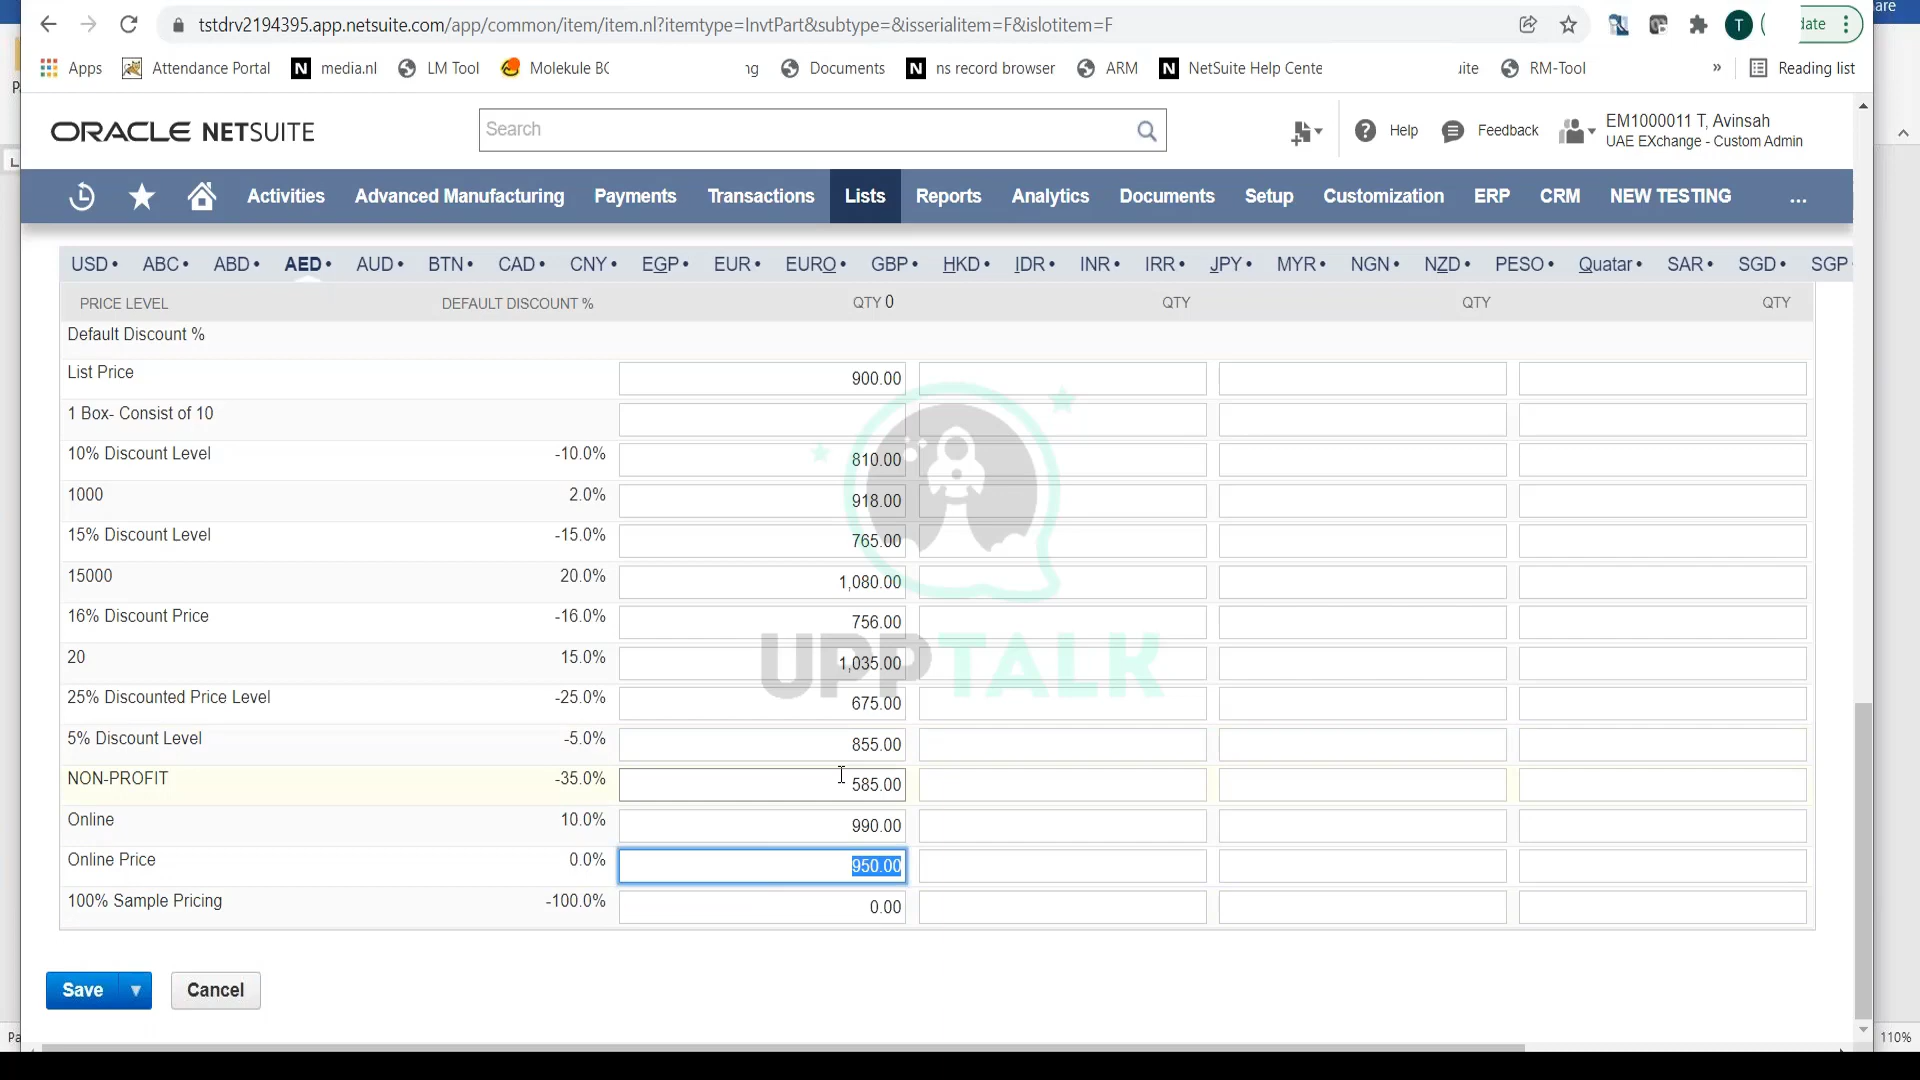 are
tstdrv2194395.app.netsuite.com/app/common/item/item.nl?itemtype=InvtPart&subtype=&isserialitem=F&islotitem=F
T
date
Apps
Attendance Portal
media.nl
LM Tool
Molekule BC
ng
Documents
ns record browser
ARM
NetSuite Help Cente
uite
RM-Tool
»
Reading list
ORACLE NETSUITE
Search
Help
Feedback
EM1000011 T, Avinsah
UAE EXchange - Custom Admin
Activities
Advanced Manufacturing
Payments
Transactions
Lists
Reports
Analytics
Documents
Setup
Customization
ERP
CRM
NEW TESTING
...
USD • ABC • ABD • AED • AUD • BTN • CAD • CNY • EGP • EUR • EURO • GBP • HKD • IDR • INR • IRR • JPY • MYR • NGN • NZD • PESO • Quatar • SAR • SGD • SGP
PRICE LEVEL DEFAULT DISCOUNT % QTY 0 QTY QTY QTY
Default Discount %
List Price 900.00
1 Box- Consist of 10
10% Discount Level -10.0% 810.00
1000 2.0% 918.00
15% Discount Level -15.0% 765.00
15000 20.0% 1,080.00
16% Discount Price -16.0% 756.00
20 15.0% 1,035.00
UPPTALK
25% Discounted Price Level -25.0% 675.00
5% Discount Level -5.0% 855.00
NON-PROFIT -35.0% 585.00
Online 10.0% 990.00
Online Price 0.0% 950.00
100% Sample Pricing -100.0% 0.00
Save
Cancel
Pa
110%